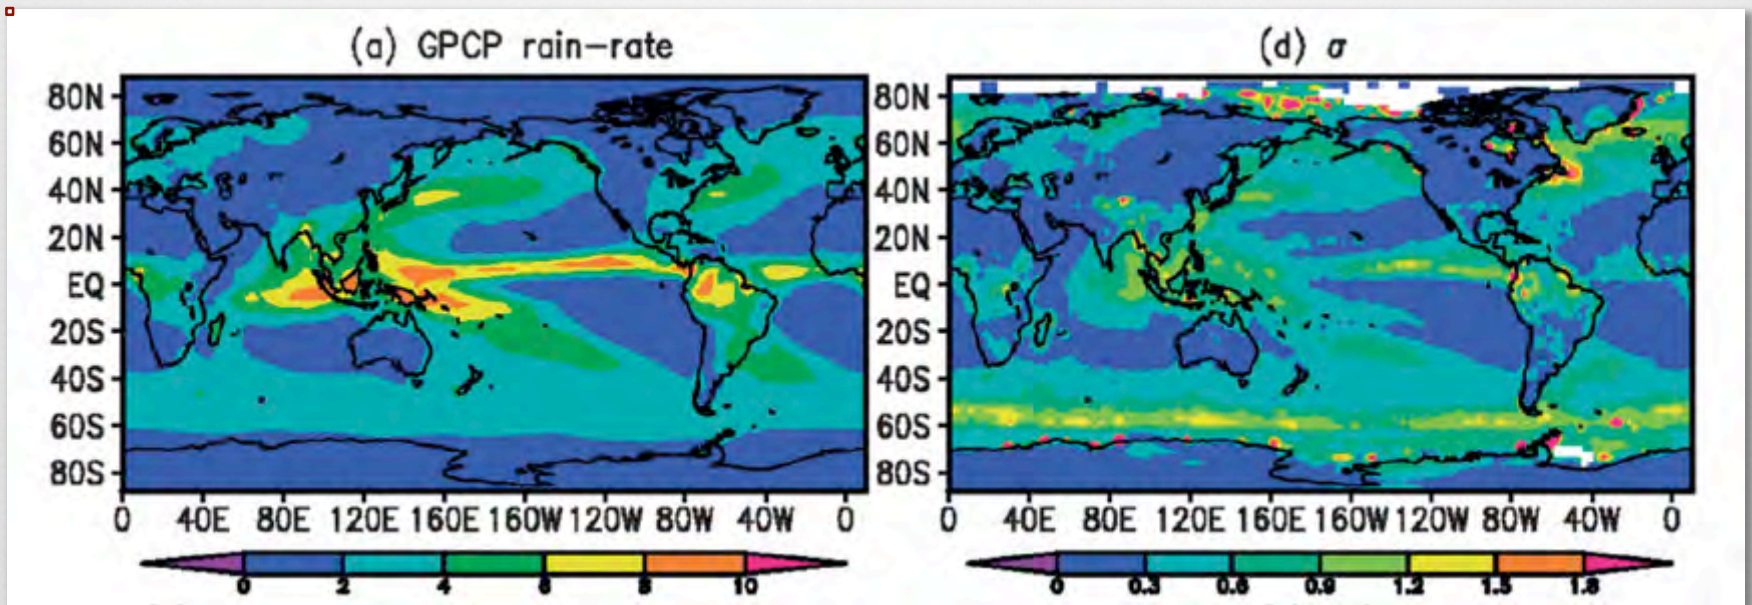 (a) GPCP rain-rate
(d) σ
80N
60N
40N
20N
EQ
20S
40S
60S
80S
0 40E 80E 120E 160E 160W 120W 80W 40W 0
0 2 4 6 8 10
80N
60N
40N
20N
EQ
20S
40S
60S
80S
0 40E 80E 120E 160E 160W 120W 80W 40W 0
0 0.3 0.6 0.9 1.2 1.5 1.8